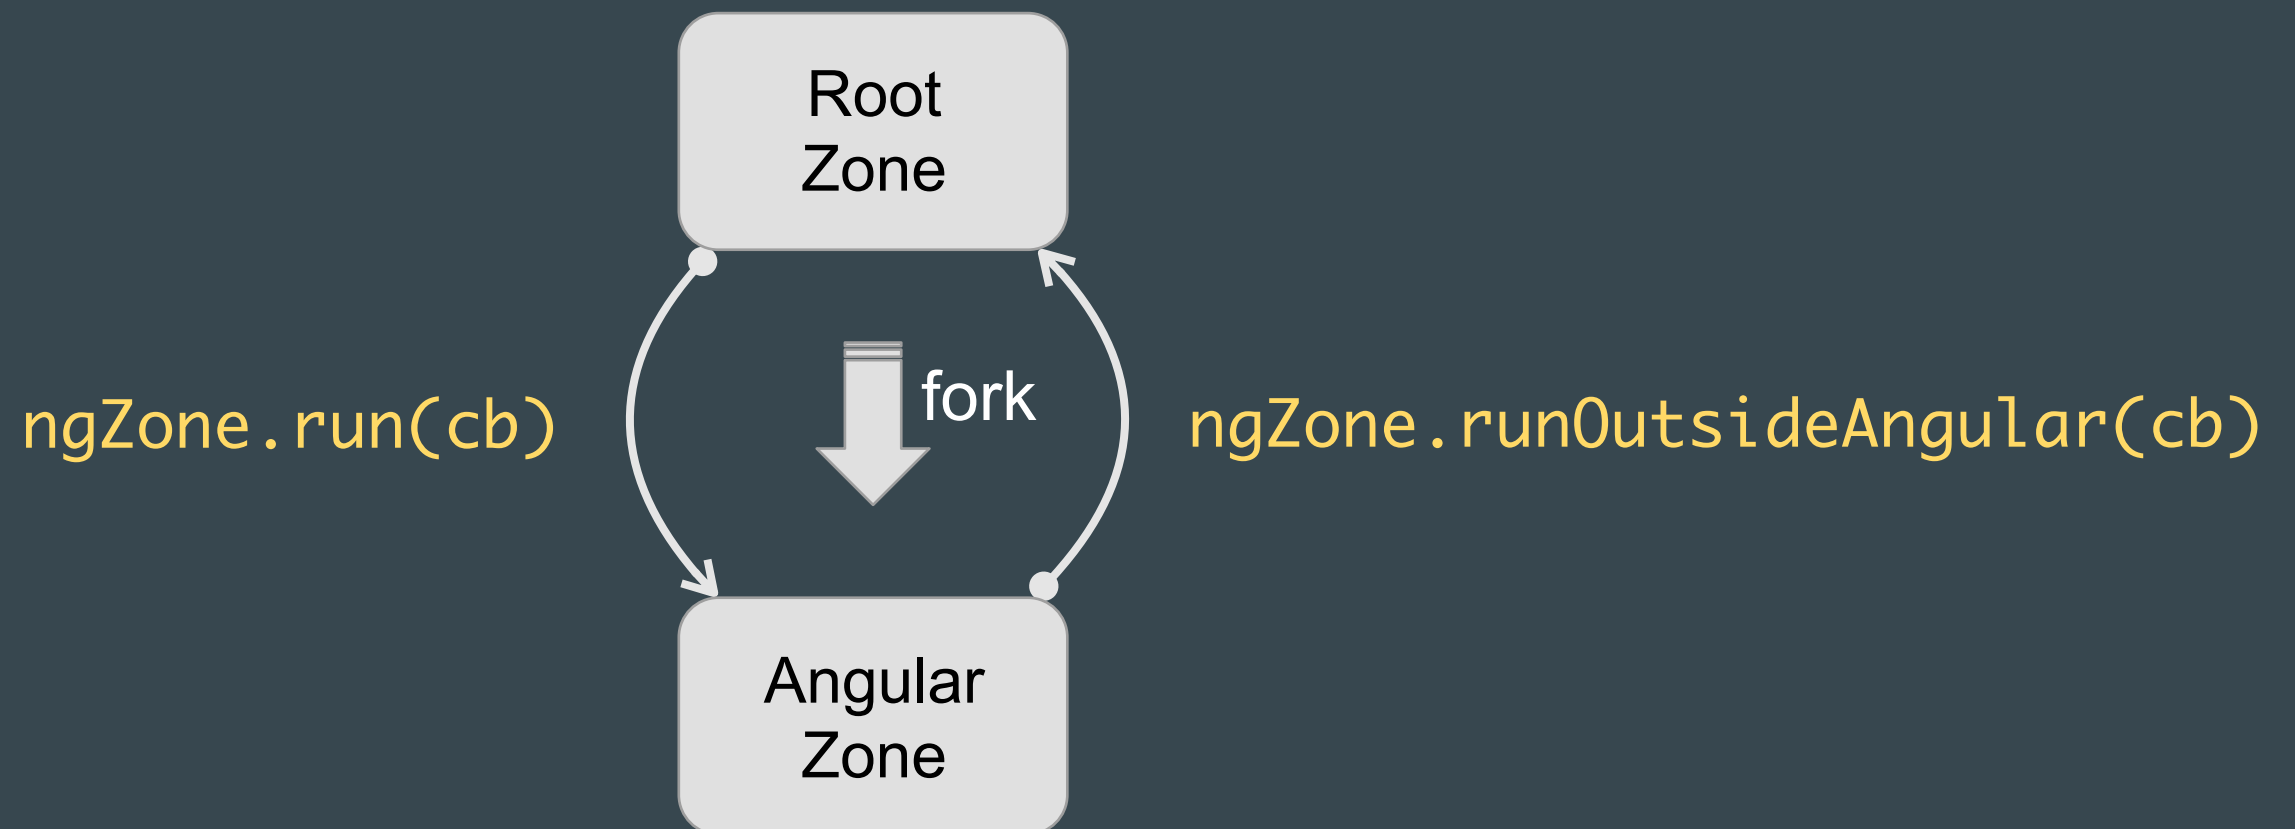 Root
Zone
fork
ngZone.run(cb)
ngZone.runOutsideAngular(cb)
Angular
Zone